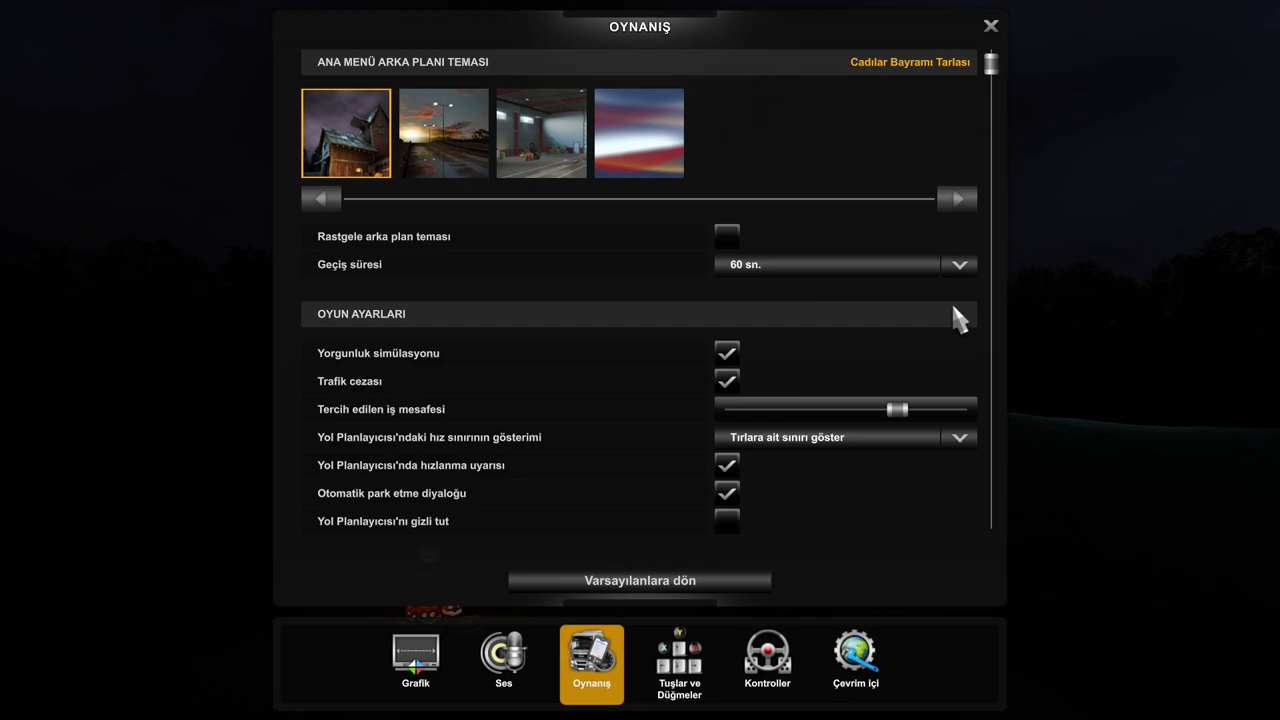 OYNANIŞ
ANA MENÜ ARKA PLANI TEMASI Cadılar Bayramı Tarlası
Rastgele arka plan teması
Geçiş süresi 60 sn.
OYUN AYARLARI
Yorgunluk simülasyonu
Trafik cezası
Tercih edilen iş mesafesi
Yol Planlayıcısı'ndaki hız sınırının gösterimi Tırlara ait sınırı göster
Yol Planlayıcısı'nda hızlanma uyarısı
Otomatik park etme diyaloğu
Yol Planlayıcısı'nı gizli tut
Varsayılanlara dön
Grafik
Ses
Oynanış
Tuşlar ve
Düğmeler
Kontroller
Çevrim içi